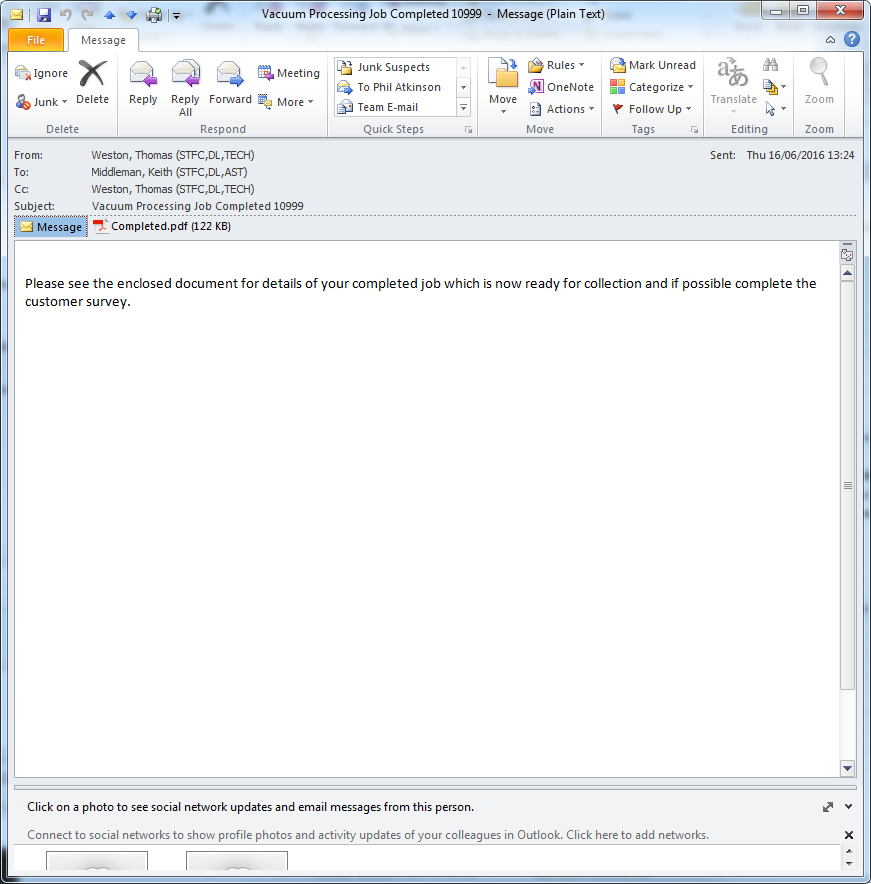 Vacuum Processing Job Completed 10999 - Message (Plain Text)
File Message
Ignore
Junk
Delete
Delete
Reply
Reply All
Forward
Meeting
More
Respond
Junk Suspects
To Phil Atkinson
Team E-mail
Quick Steps
Move
Rules
OneNote
Actions
Move
Mark Unread
Categorize
Follow Up
Tags
Translate
Editing
Zoom
Zoom
From: Weston, Thomas (STFC,DL,TECH) Sent: Thu 16/06/2016 13:24
To: Middleman, Keith (STFC,DL,AST)
Cc: Weston, Thomas (STFC,DL,TECH)
Subject: Vacuum Processing Job Completed 10999
Message Completed.pdf (122 KB)
Please see the enclosed document for details of your completed job which is now ready for collection and if possible complete the
customer survey.
Click on a photo to see social network updates and email messages from this person.
Connect to social networks to show profile photos and activity updates of your colleagues in Outlook. Click here to add networks.